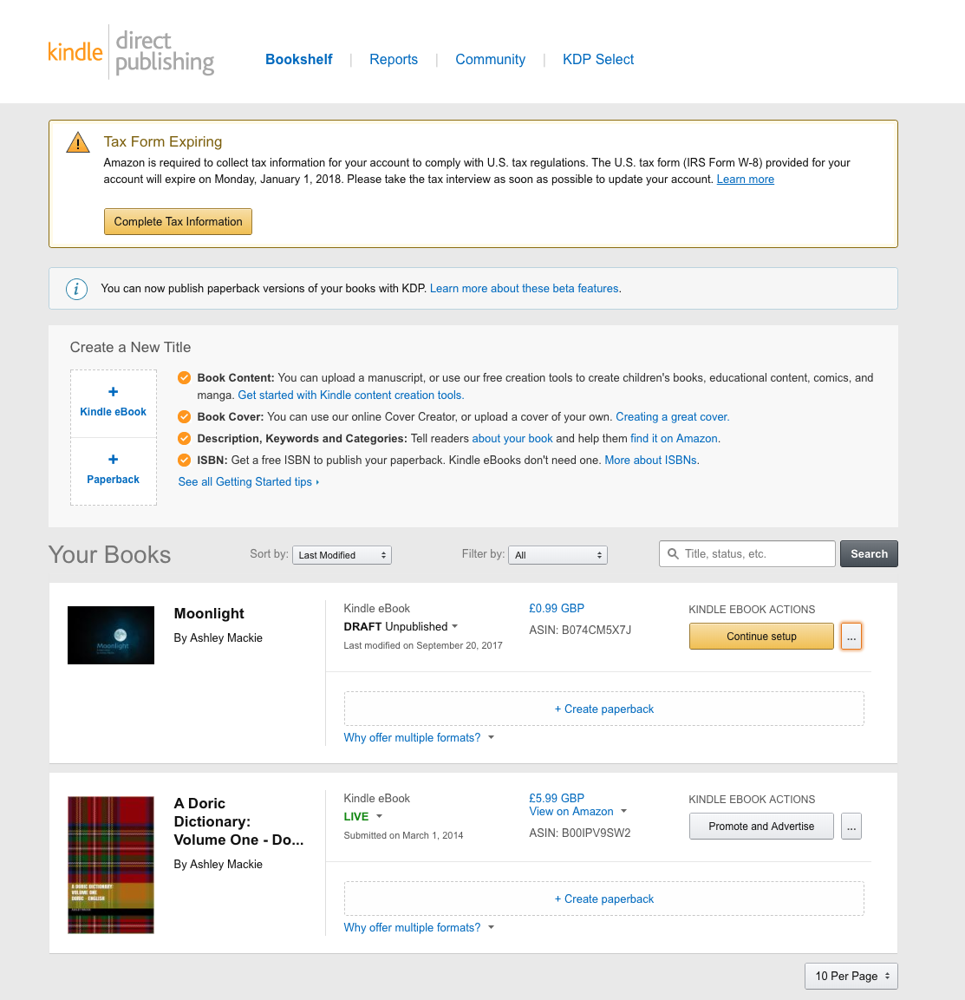 kindle direct publishing
Bookshelf | Reports | Community | KDP Select
Tax Form Expiring
Amazon is required to collect tax information for your account to comply with U.S. tax regulations. The U.S. tax form (IRS Form W-8) provided for your
account will expire on Monday, January 1, 2018. Please take the tax interview as soon as possible to update your account. Learn more
Complete Tax Information
You can now publish paperback versions of your books with KDP. Learn more about these beta features.
Create a New Title
+
Kindle eBook
+
Paperback
Book Content: You can upload a manuscript, or use our free creation tools to create children's books, educational content, comics, and
manga. Get started with Kindle content creation tools.
Book Cover: You can use our online Cover Creator, or upload a cover of your own. Creating a great cover.
Description, Keywords and Categories: Tell readers about your book and help them find it on Amazon.
ISBN: Get a free ISBN to publish your paperback. Kindle eBooks don't need one. More about ISBNs.
See all Getting Started tips
Your Books
Sort by: Last Modified
Filter by: All
Title, status, etc.
Search
Moonlight
Moonlight
By Ashley Mackie
Kindle eBook
DRAFT Unpublished
Last modified on September 20, 2017
£0.99 GBP
ASIN: B074CM5X7J
KINDLE EBOOK ACTIONS
Continue setup
...
+ Create paperback
Why offer multiple formats?
A DORIC DICTIONARY
VOLUME ONE
DORIC - ENGLISH
A Doric
Dictionary:
Volume One - Do...
By Ashley Mackie
Kindle eBook
LIVE
Submitted on March 1, 2014
£5.99 GBP
View on Amazon
ASIN: B00IPV9SW2
KINDLE EBOOK ACTIONS
Promote and Advertise
...
+ Create paperback
Why offer multiple formats?
10 Per Page